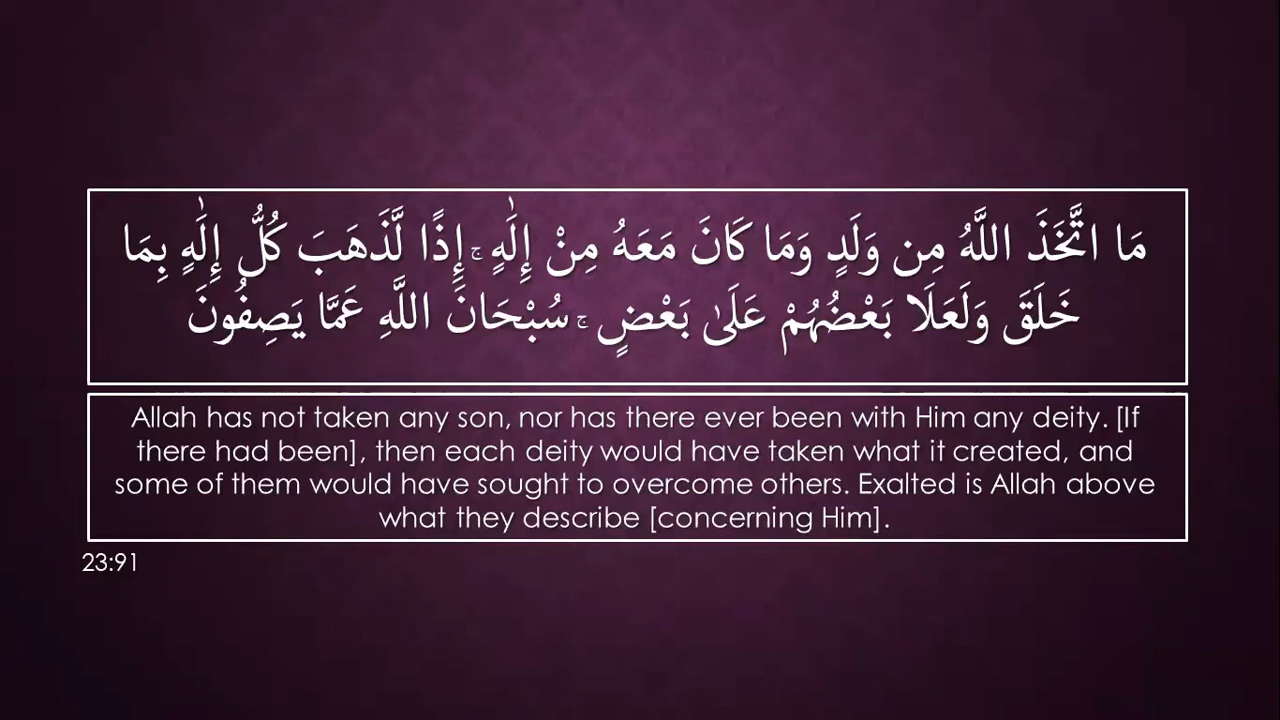 مَا اتَّخَذَ اللَّهُ مِن وَلَدٍ وَمَا كَانَ مَعَهُ مِنْ إِلَٰهٍ ۚ إِذًا لَّذَهَبَ كُلُّ إِلَٰهٍ بِمَا
خَلَقَ وَلَعَلَا بَعْضُهُمْ عَلَىٰ بَعْضٍ ۚ سُبْحَانَ اللَّهِ عَمَّا يَصِفُونَ
Allah has not taken any son, nor has there ever been with Him any deity. [If
there had been], then each deity would have taken what it created, and
some of them would have sought to overcome others. Exalted is Allah above
what they describe [concerning Him].
23:91